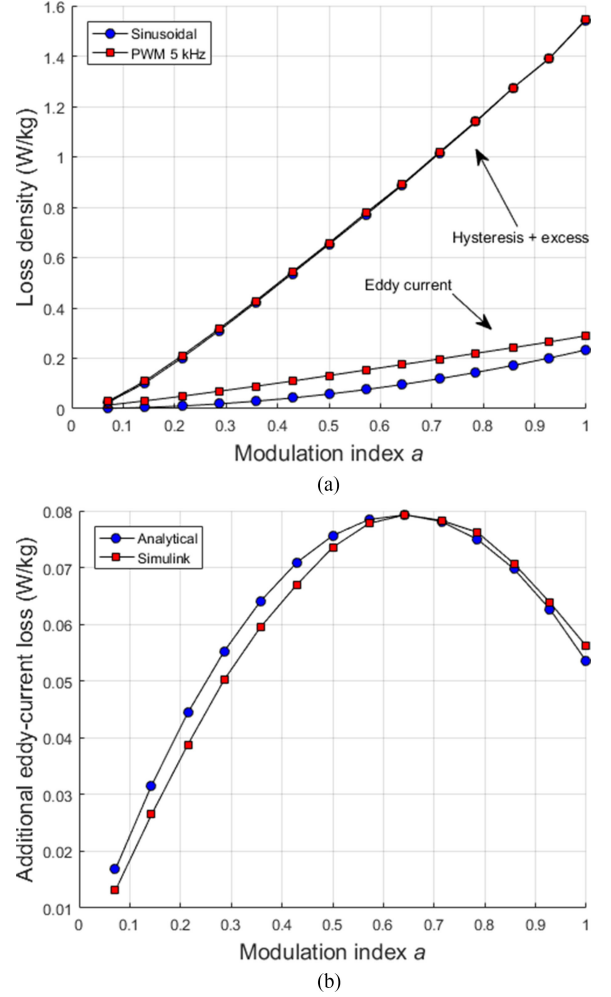 1.6
1.4
1.2
1
0.8
0.6
0.4
0.2
0
Loss density (W/kg)
Sinusoidal
PWM 5 kHz
Hysteresis + excess
Eddy current
0 0.1 0.2 0.3 0.4 0.5 0.6 0.7 0.8 0.9 1
Modulation index a
(a)
0.08
0.07
0.06
0.05
0.04
0.03
0.02
0.01
Additional eddy-current loss (W/kg)
Analytical
Simulink
0 0.1 0.2 0.3 0.4 0.5 0.6 0.7 0.8 0.9 1
Modulation index a
(b)